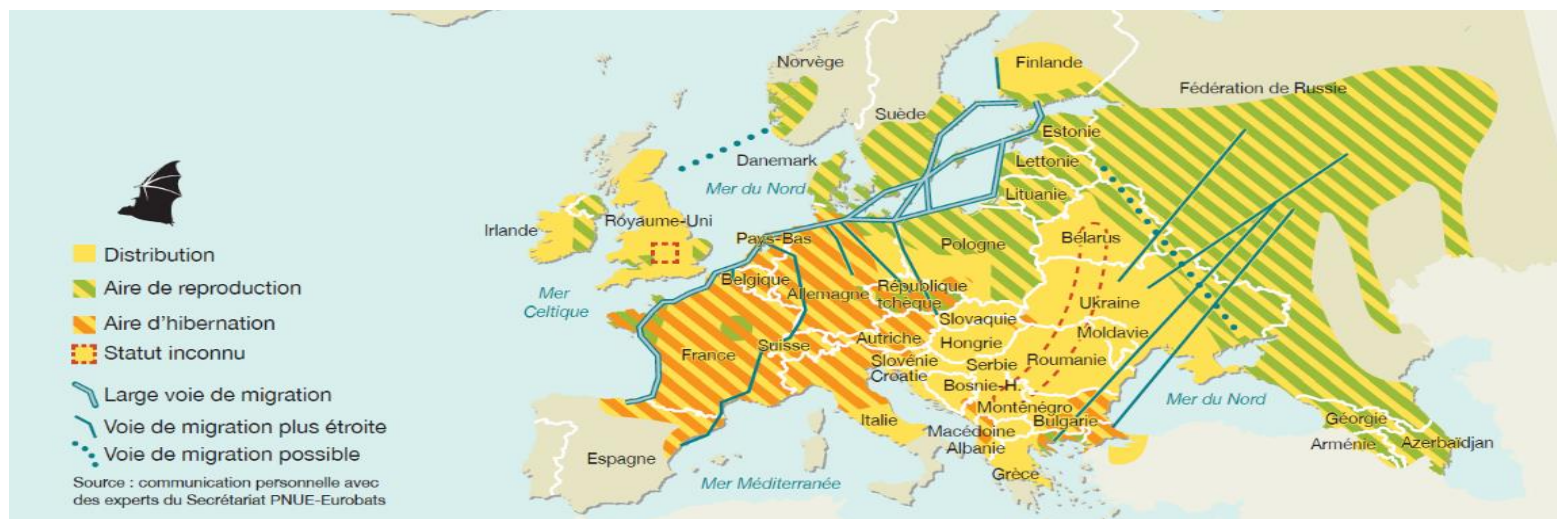 Norvège
Finlande
Fédération de Russie
Suède
Estonie
Danemark
Lettonie
Mer du Nord
Lituanie
Irlande
Royaume-Uni
Pays-Bas
Pologne
Bélarus
Distribution
Aire de reproduction
Aire d'hibernation
Statut inconnu
Large voie de migration
Voie de migration plus étroite
Voie de migration possible
Source : communication personnelle avec
des experts du Secrétariat PNUE-Eurobats
Mer
Celtique
Belgique
Allemagne
République
tchèque
Ukraine
Slovaquie
Moldavie
France
Suisse
Autriche
Hongrie
Slovénie
Serbie
Roumanie
Croatie
Bosnie-H.
Mer du Nord
Monténégro
Italie
Bulgarie
Macédoine
Albanie
Géorgie
Arménie
Azerbaïdjan
Espagne
Grèce
Mer Méditerranée